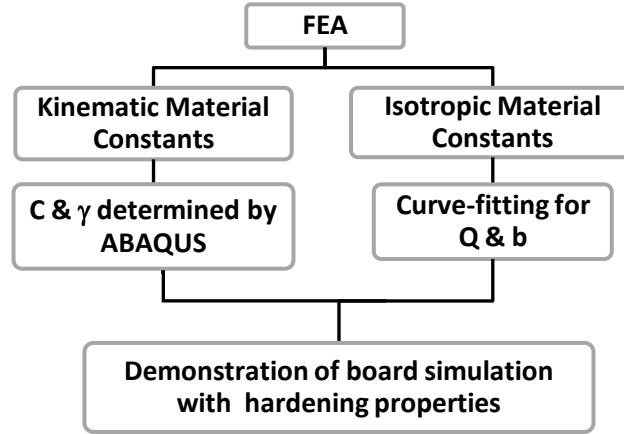 FEA
Kinematic Material
Constants
Isotropic Material
Constants
C & γ determined by
ABAQUS
Curve-fitting for
Q & b
Demonstration of board simulation
with hardening properties